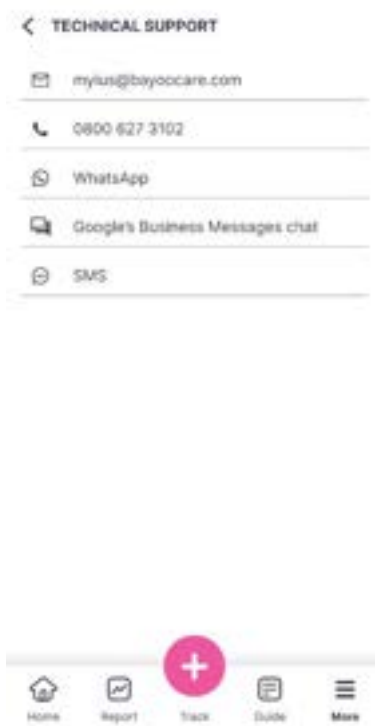 TECHNICAL SUPPORT
myius@bayoocare.com
0800 627 3102
WhatsApp
Google's Business Messages chat
SMS
Home
Report
Track
Guide
More